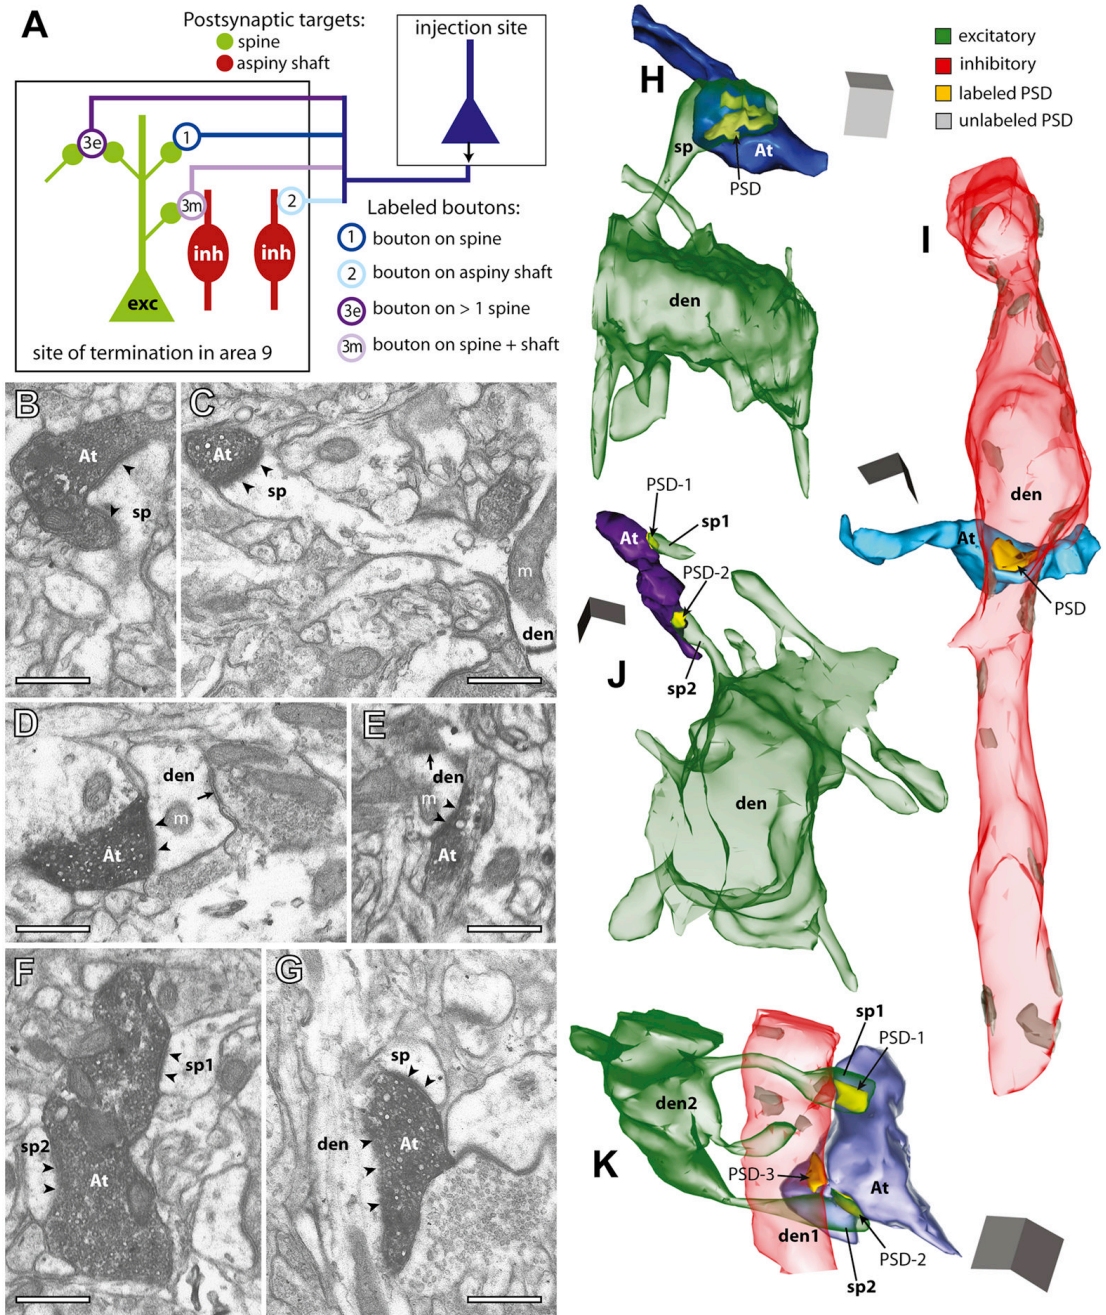 A
Postsynaptic targets:
spine
aspiny shaft
injection site
3e
1
3m
2
inh
inh
exc
site of termination in area 9
Labeled boutons:
1 bouton on spine
2 bouton on aspiny shaft
3e bouton on > 1 spine
3m bouton on spine + shaft
B
At
sp
C
At
sp
m
den
D
den
m
At
E
den
m
At
F
sp1
sp2
At
G
sp
At
den
H
sp
At
PSD
den
excitatory
inhibitory
labeled PSD
unlabeled PSD
I
den
At
PSD
J
PSD-1
sp1
At
PSD-2
sp2
den
K
sp1
PSD-1
den2
PSD-3
At
den1
PSD-2
sp2